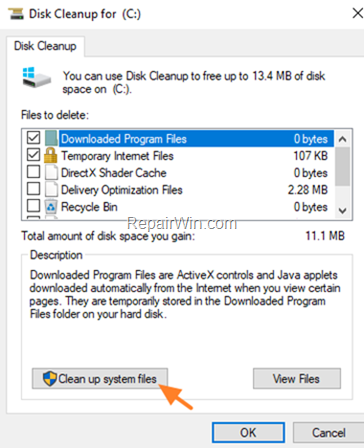 Disk Cleanup for (C:)
Disk Cleanup
You can use Disk Cleanup to free up to 13.4 MB of disk
space on (C:).
Files to delete:
Downloaded Program Files 0 bytes
Temporary Internet Files 107 KB
DirectX Shader Cache 0 bytes
Delivery Optimization Files 2.28 MB
Recycle Bin 0 bytes
RepairWin.com
Total amount of disk space you gain: 11.1 MB
Description
Downloaded Program Files are ActiveX controls and Java applets
downloaded automatically from the Internet when you view certain
pages. They are temporarily stored in the Downloaded Program
Files folder on your hard disk.
Clean up system files View Files
OK Cancel